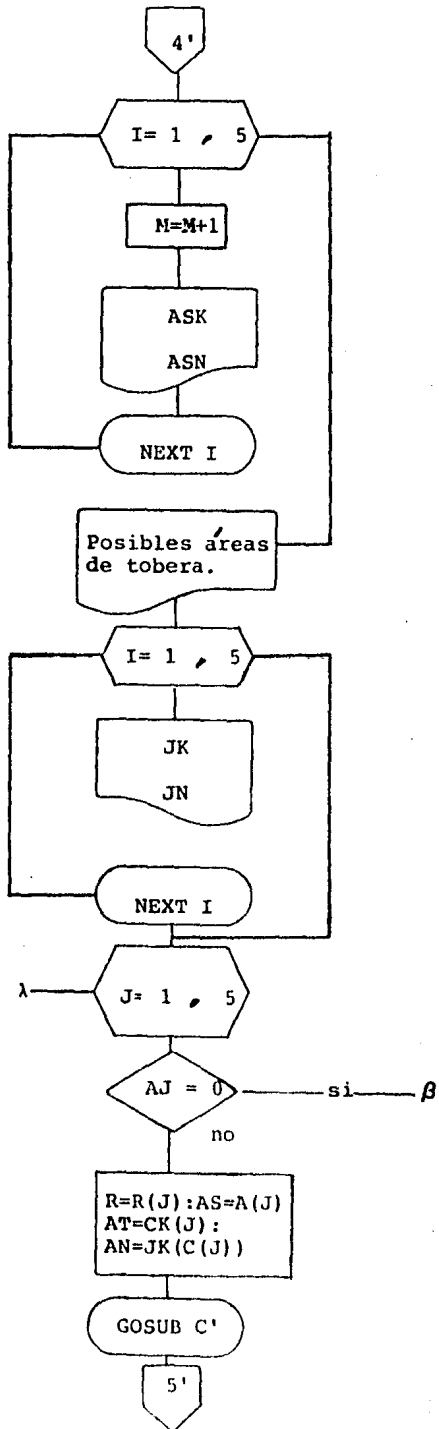 4'
I= 1 , 5
M=M+1
ASK
ASN
NEXT I
Posibles áreas
de tobera.
I= 1 , 5
JK
JN
NEXT I
λ
J= 1 , 5
AJ = 0
si
β
no
R=R(J):AS=A(J)
AT=CK(J):
AN=JK(C(J))
GOSUB C'
5'